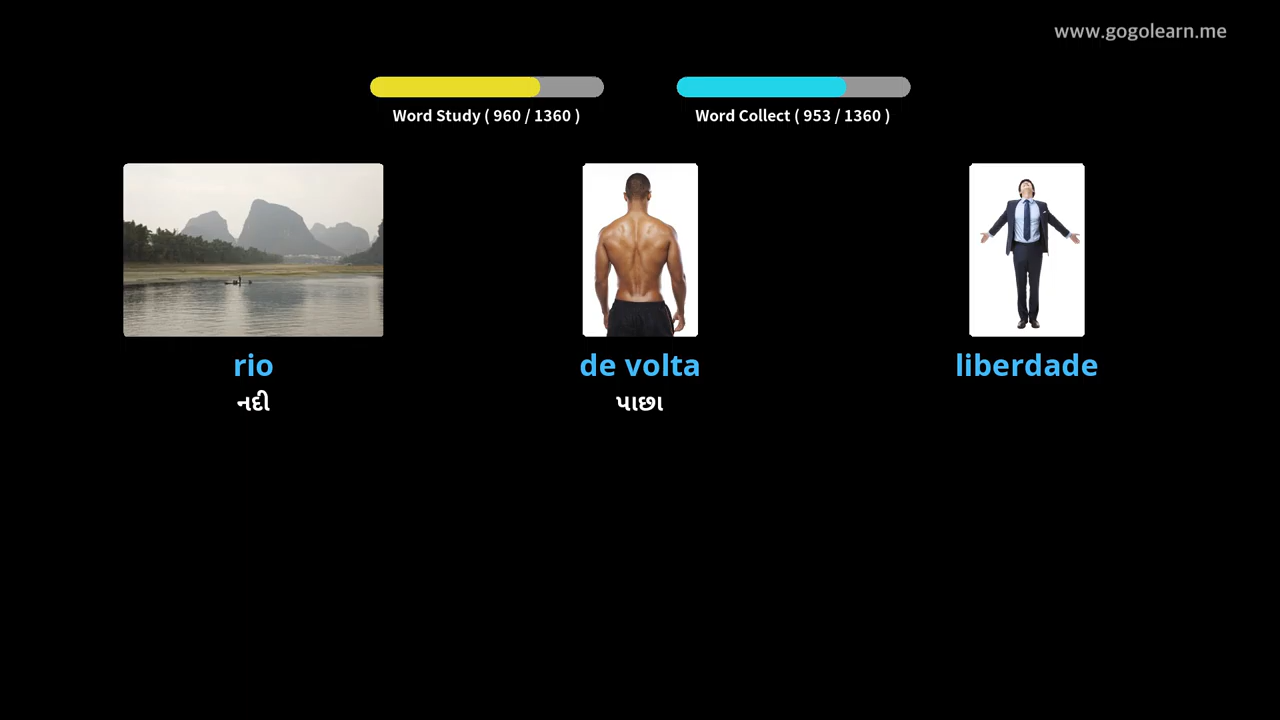 www.gogolearn.me
Word Study ( 960 / 1360 )
Word Collect ( 953 / 1360 )
rio
નદી
de volta
પાછા
liberdade